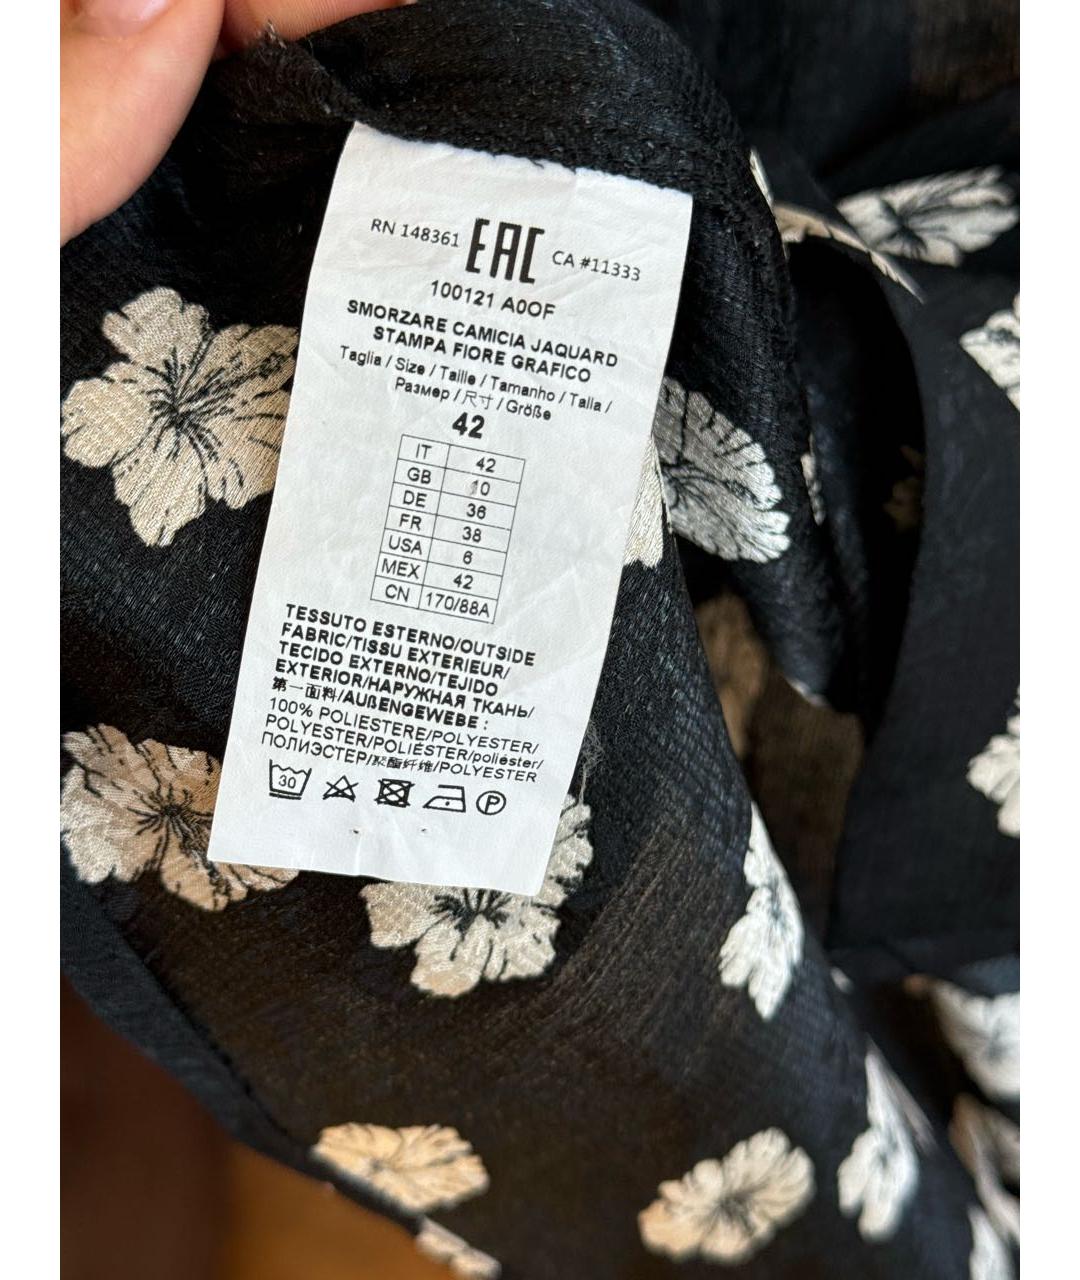 RN 148361 EAC CA #11333
100121 A0OF
SMORZARE CAMICIA JAQUARD
STAMPA FIORE GRAFICO
Taglia / Size / Taille / Tamanho / Talla /
Размер / 尺寸 / Größe
42
IT 42
GB 10
DE 36
FR 38
USA 6
MEX 42
CN 170/88A
TESSUTO ESTERNO/OUTSIDE
FABRIC/TISSU EXTERIEUR/
TECIDO EXTERNO/TEJIDO
EXTERIOR/НАРУЖНАЯ ТКАНЬ/
第一面料/AUßENGEWEBE :
100% POLIESTERE/POLYESTER/
POLYESTER/POLIÉSTER/poliéster/
ПОЛИЭСТЕР/聚酯纤维/POLYESTER
30 P